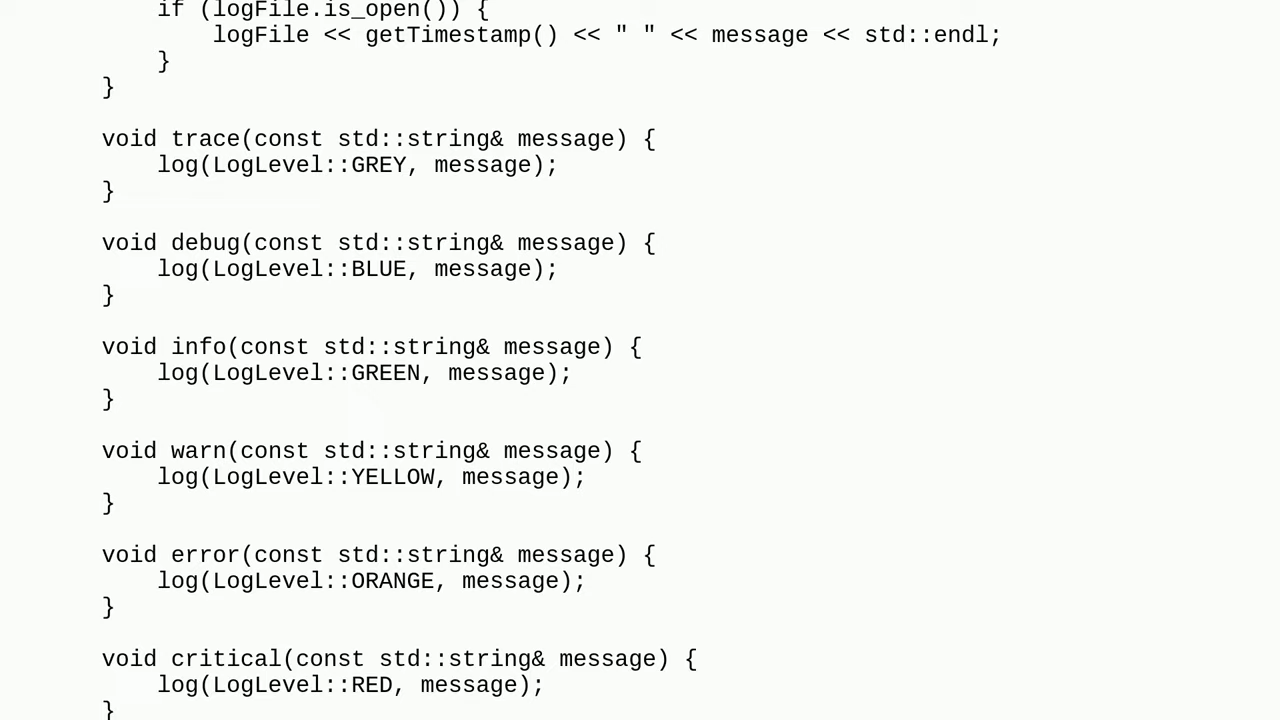 if (logFile.is_open()) {
logFile << getTimestamp() << " " << message << std::endl;
}
}
void trace(const std::string& message) {
log(LogLevel::GREY, message);
}
void debug(const std::string& message) {
log(LogLevel::BLUE, message);
}
void info(const std::string& message) {
log(LogLevel::GREEN, message);
}
void warn(const std::string& message) {
log(LogLevel::YELLOW, message);
}
void error(const std::string& message) {
log(LogLevel::ORANGE, message);
}
void critical(const std::string& message) {
log(LogLevel::RED, message);
}